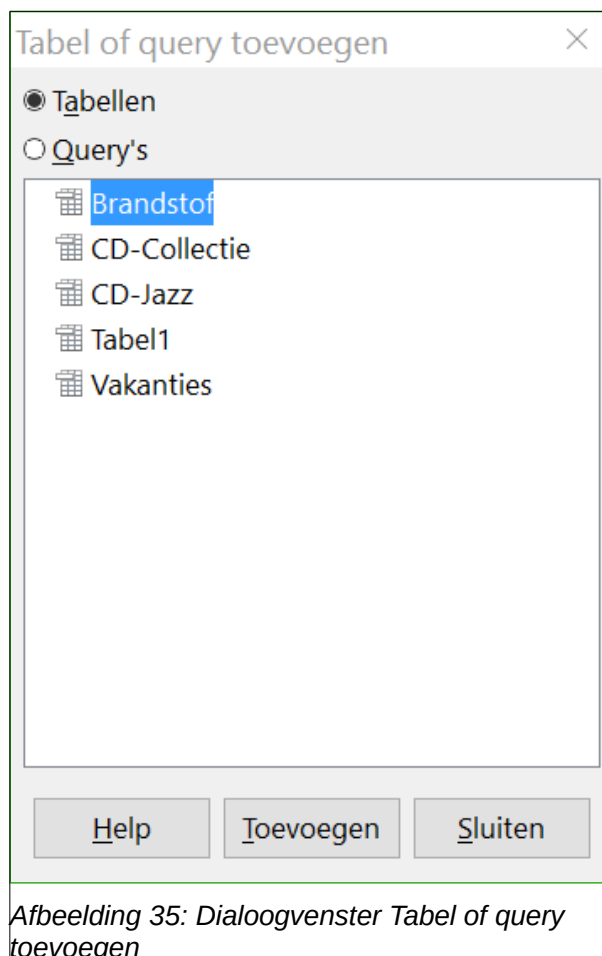 Tabel of query toevoegen
Tabellen
Query's
Brandstof
CD-Collectie
CD-Jazz
Tabel1
Vakanties
Help Toevoegen Sluiten
Afbeelding 35: Dialoogvenster Tabel of query
toevoegen